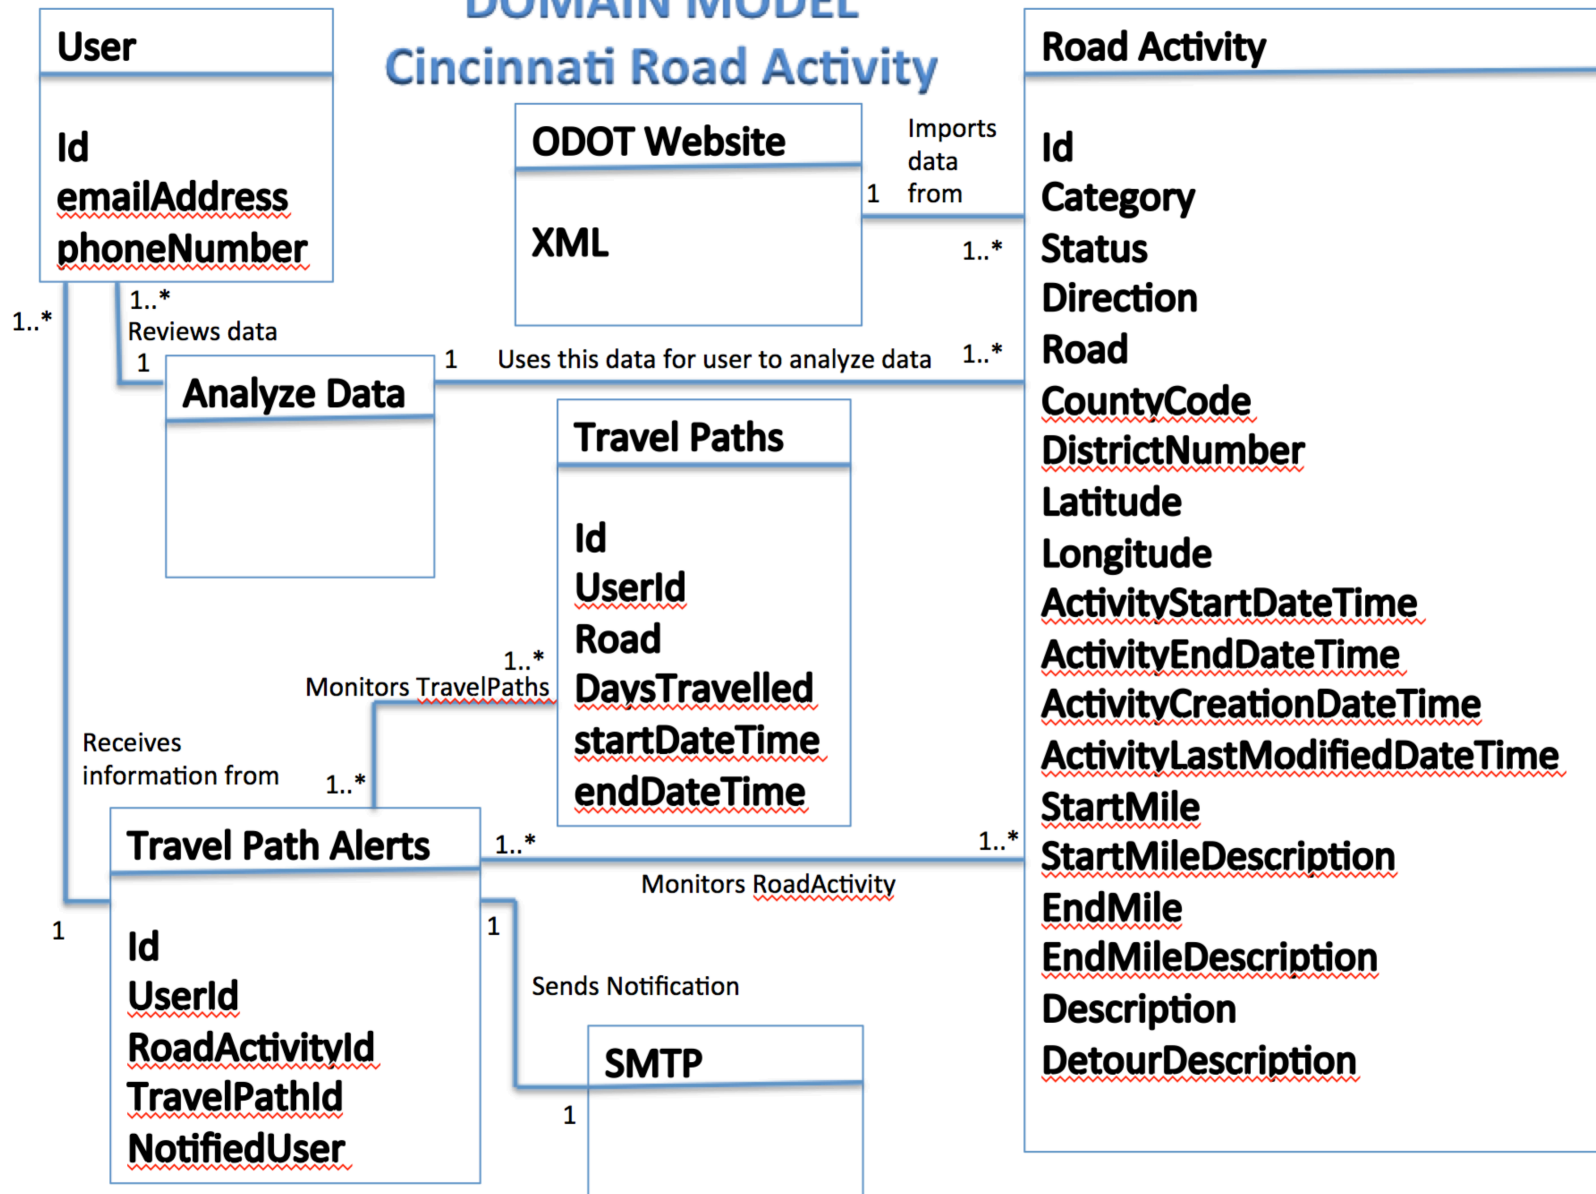 DOMAIN MODEL
Cincinnati Road Activity
User
Id
emailAddress
phoneNumber
ODOT Website
XML
Imports
data
from
1
1..*
Road Activity
Id
Category
Status
Direction
Road
CountyCode
DistrictNumber
Latitude
Longitude
ActivityStartDateTime
ActivityEndDateTime
ActivityCreationDateTime
ActivityLastModifiedDateTime
StartMile
StartMileDescription
EndMile
EndMileDescription
Description
DetourDescription
1..*
1..*
Reviews data
1
Analyze Data
1
Uses this data for user to analyze data
1..*
Travel Paths
Id
UserId
Road
DaysTravelled
startDateTime
endDateTime
1..*
Monitors TravelPaths
1..*
Receives
information from
1
Travel Path Alerts
Id
UserId
RoadActivityId
TravelPathId
NotifiedUser
1..*
1..*
Monitors RoadActivity
1
Sends Notification
1
SMTP